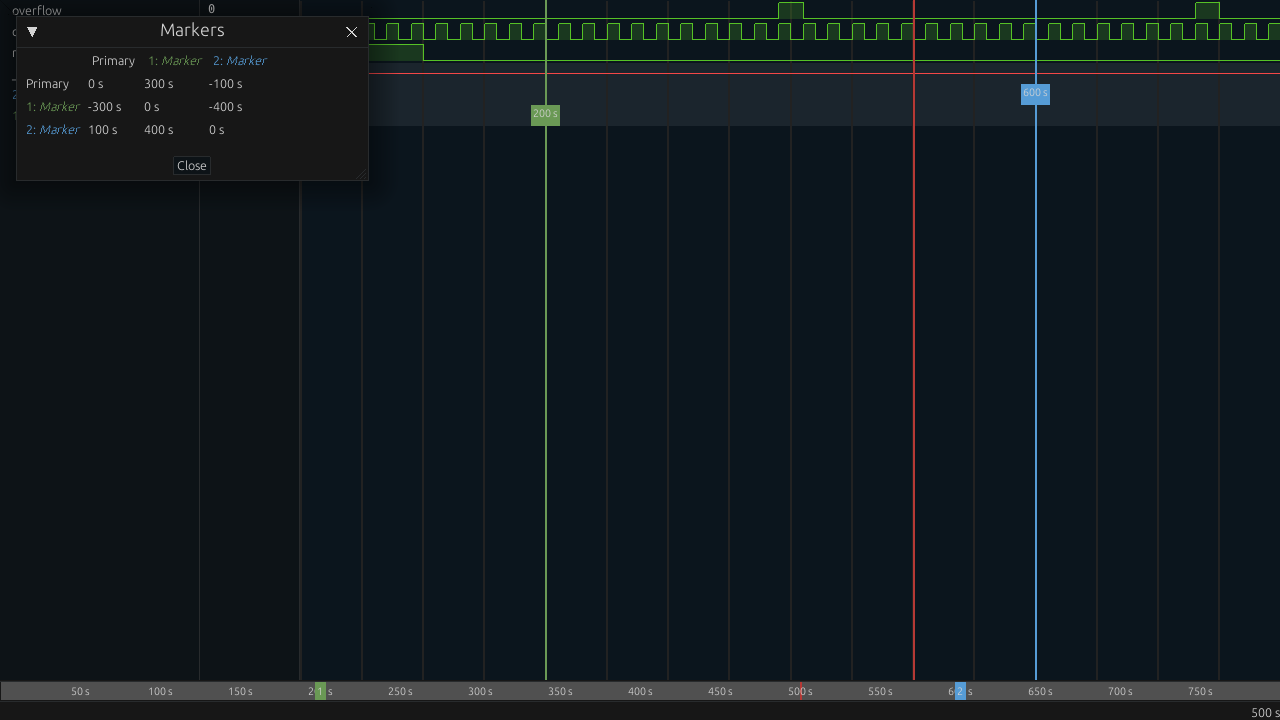 overflow 0
Markers
Primary 1: Marker 2: Marker
Primary 0 s 300 s -100 s
1: Marker -300 s 0 s -400 s
2: Marker 100 s 400 s 0 s
Close
600 s
200 s
50 s 100 s 150 s 1 s 250 s 300 s 350 s 400 s 450 s 500 s 550 s 2 s 650 s 700 s 750 s
500 s